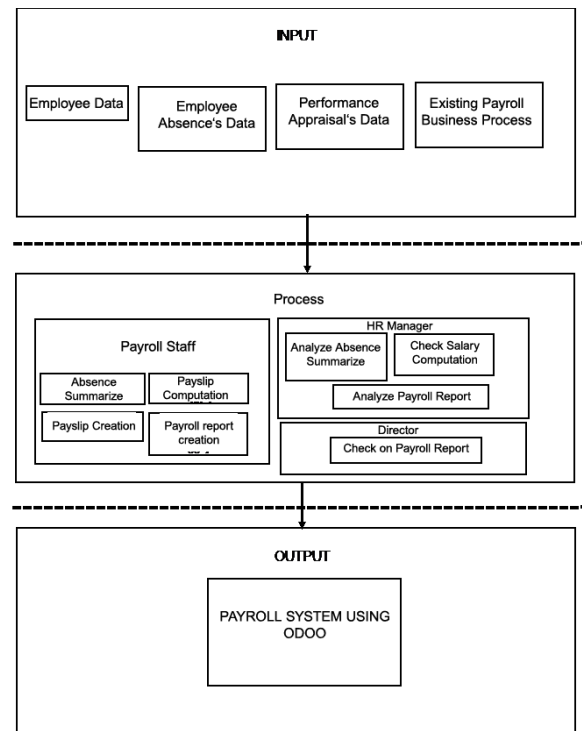 INPUT
Employee Data
Employee
Absence's Data
Performance
Appraisal's Data
Existing Payroll
Business Process
Process
Payroll Staff
Absence
Summarize
Payslip
Computation
Payslip Creation
Payroll report
creation
HR Manager
Analyze Absence
Summarize
Check Salary
Computation
Analyze Payroll Report
Director
Check on Payroll Report
OUTPUT
PAYROLL SYSTEM USING
ODOO